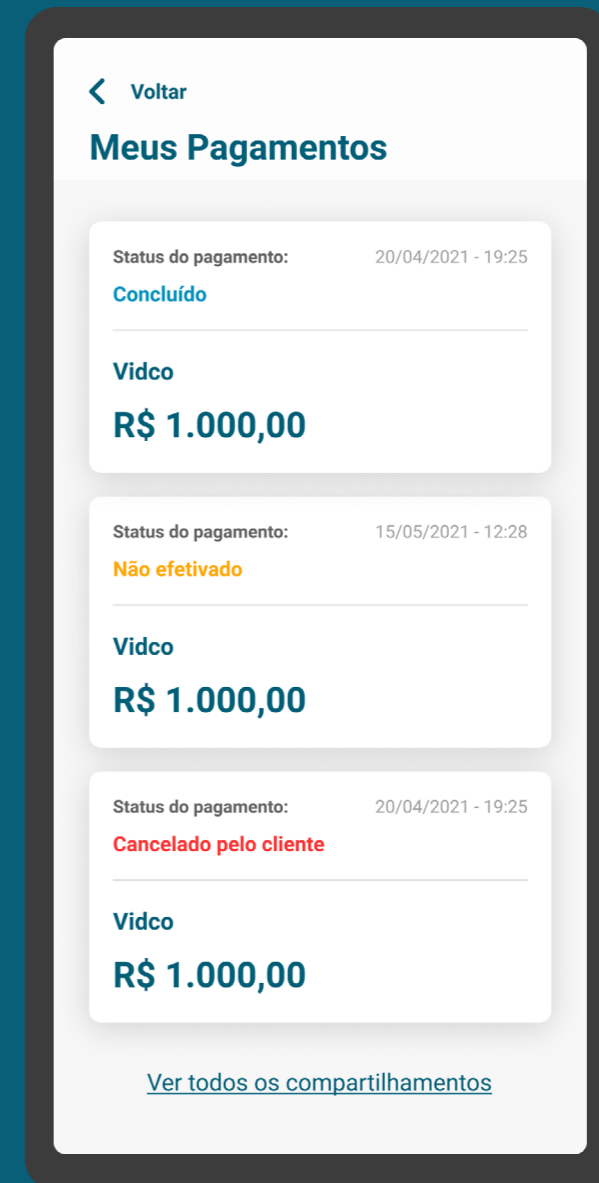 Voltar
Meus Pagamentos
Status do pagamento: 20/04/2021 - 19:25
Concluído
Vidco
R$ 1.000,00
Status do pagamento: 15/05/2021 - 12:28
Não efetivado
Vidco
R$ 1.000,00
Status do pagamento: 20/04/2021 - 19:25
Cancelado pelo cliente
Vidco
R$ 1.000,00
Ver todos os compartilhamentos